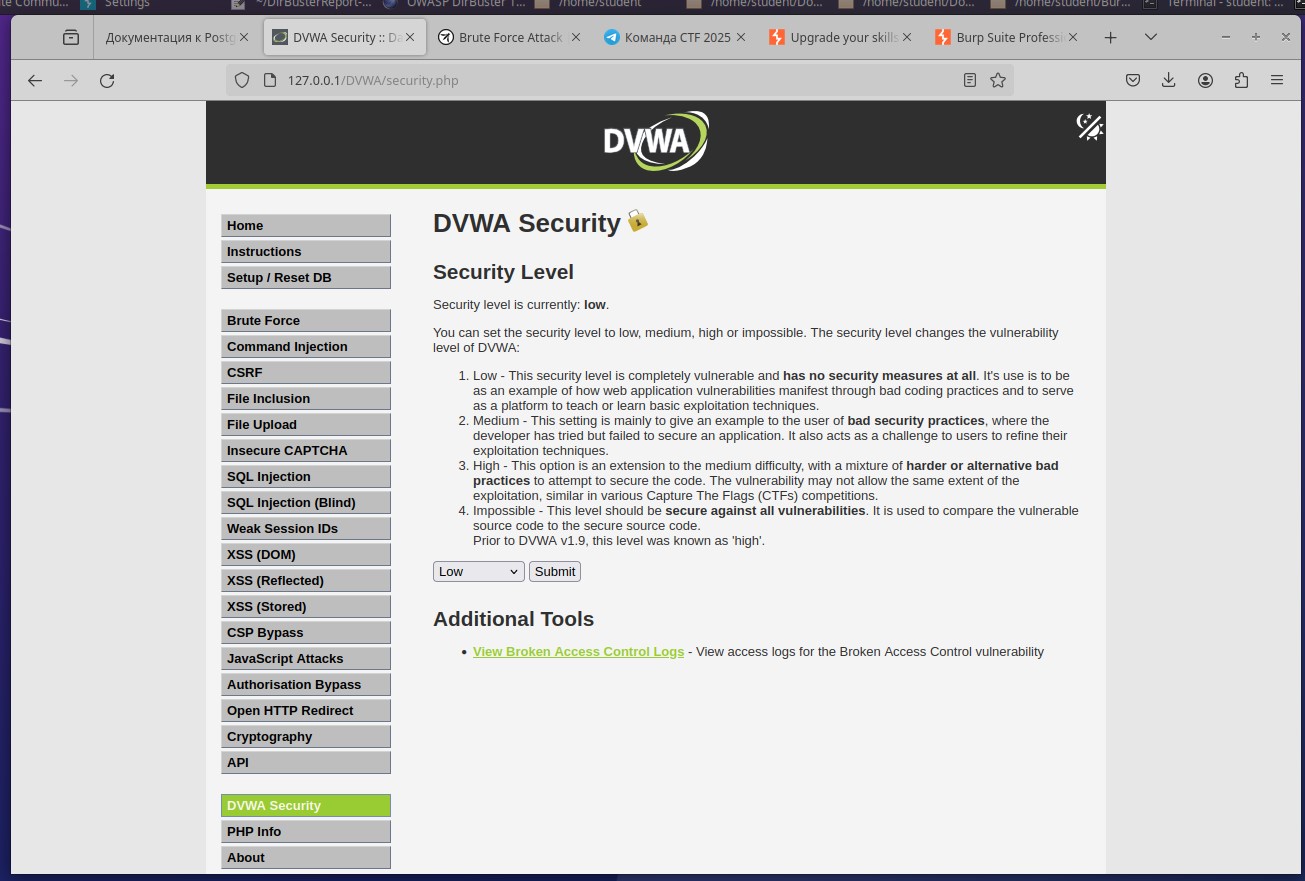 Settings
~/DirBusterReport-...
OWASP DirBuster 1...
/home/student
/home/student/Do...
/home/student/Do...
/home/student/Bur...
Terminal - student: ...
Документация к Postg
DVWA Security :: Da
Brute Force Attack
Команда CTF 2025
Upgrade your skills
Burp Suite Professi
127.0.0.1/DVWA/security.php
DVWA
Home
Instructions
Setup / Reset DB
Brute Force
Command Injection
CSRF
File Inclusion
File Upload
Insecure CAPTCHA
SQL Injection
SQL Injection (Blind)
Weak Session IDs
XSS (DOM)
XSS (Reflected)
XSS (Stored)
CSP Bypass
JavaScript Attacks
Authorisation Bypass
Open HTTP Redirect
Cryptography
API
DVWA Security
PHP Info
About
DVWA Security
Security Level
Security level is currently: low.
You can set the security level to low, medium, high or impossible. The security level changes the vulnerability
level of DVWA:
1. Low - This security level is completely vulnerable and has no security measures at all. It's use is to be
as an example of how web application vulnerabilities manifest through bad coding practices and to serve
as a platform to teach or learn basic exploitation techniques.
2. Medium - This setting is mainly to give an example to the user of bad security practices, where the
developer has tried but failed to secure an application. It also acts as a challenge to users to refine their
exploitation techniques.
3. High - This option is an extension to the medium difficulty, with a mixture of harder or alternative bad
practices to attempt to secure the code. The vulnerability may not allow the same extent of the
exploitation, similar in various Capture The Flags (CTFs) competitions.
4. Impossible - This level should be secure against all vulnerabilities. It is used to compare the vulnerable
source code to the secure source code.
Prior to DVWA v1.9, this level was known as 'high'.
Low
Submit
Additional Tools
• View Broken Access Control Logs - View access logs for the Broken Access Control vulnerability